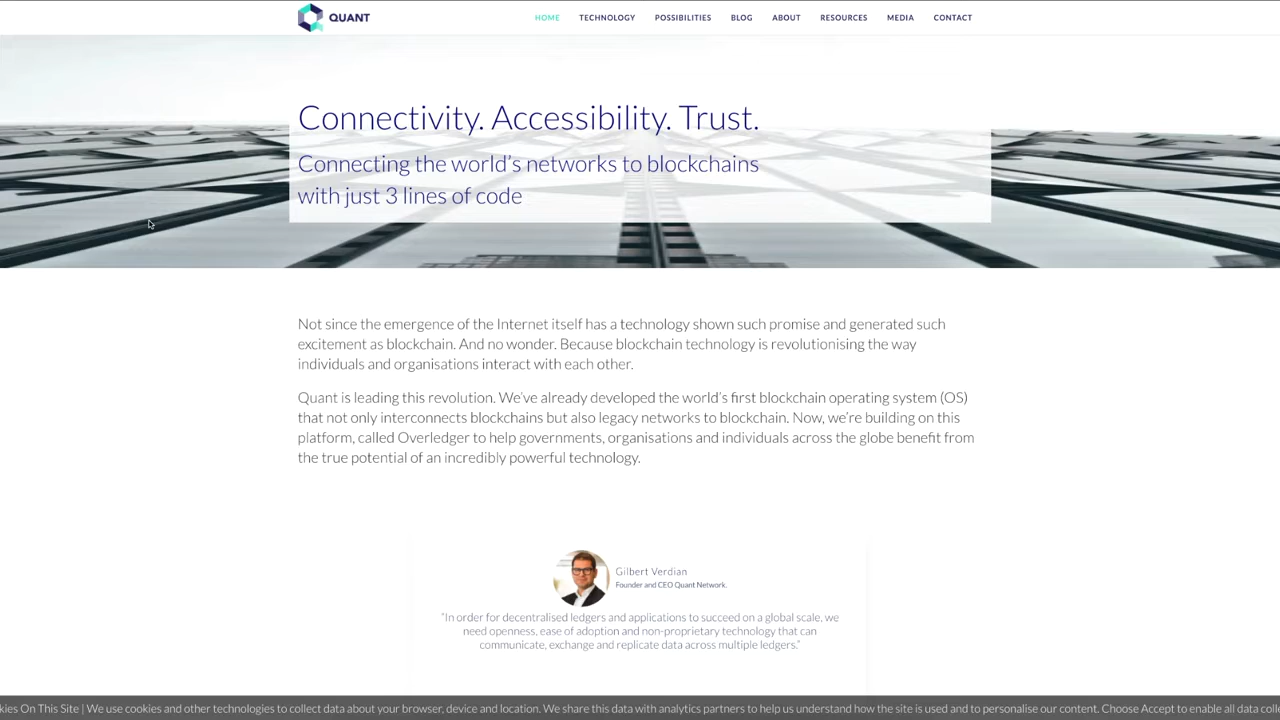 QUANT
HOME TECHNOLOGY POSSIBILITIES BLOG ABOUT RESOURCES MEDIA CONTACT
Connectivity. Accessibility. Trust.
Connecting the world's networks to blockchains
with just 3 lines of code
Not since the emergence of the Internet itself has a technology shown such promise and generated such
excitement as blockchain. And no wonder. Because blockchain technology is revolutionising the way
individuals and organisations interact with each other.
Quant is leading this revolution. We've already developed the world's first blockchain operating system (OS)
that not only interconnects blockchains but also legacy networks to blockchain. Now, we're building on this
platform, called Overledger to help governments, organisations and individuals across the globe benefit from
the true potential of an incredibly powerful technology.
Gilbert Verdian
Founder and CEO Quant Network.
"In order for decentralised ledgers and applications to succeed on a global scale, we
need openness, ease of adoption and non-proprietary technology that can
communicate, exchange and replicate data across multiple ledgers."
kies On This Site | We use cookies and other technologies to collect data about your browser, device and location. We share this data with analytics partners to help us understand how the site is used and to personalise our content. Choose Accept to enable all data colle